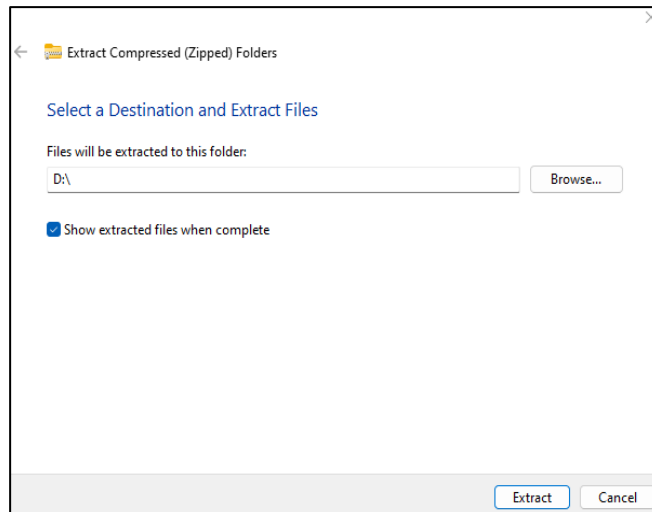 Extract Compressed (Zipped) Folders
Select a Destination and Extract Files
Files will be extracted to this folder:
D:\
Browse...
Show extracted files when complete
Extract
Cancel